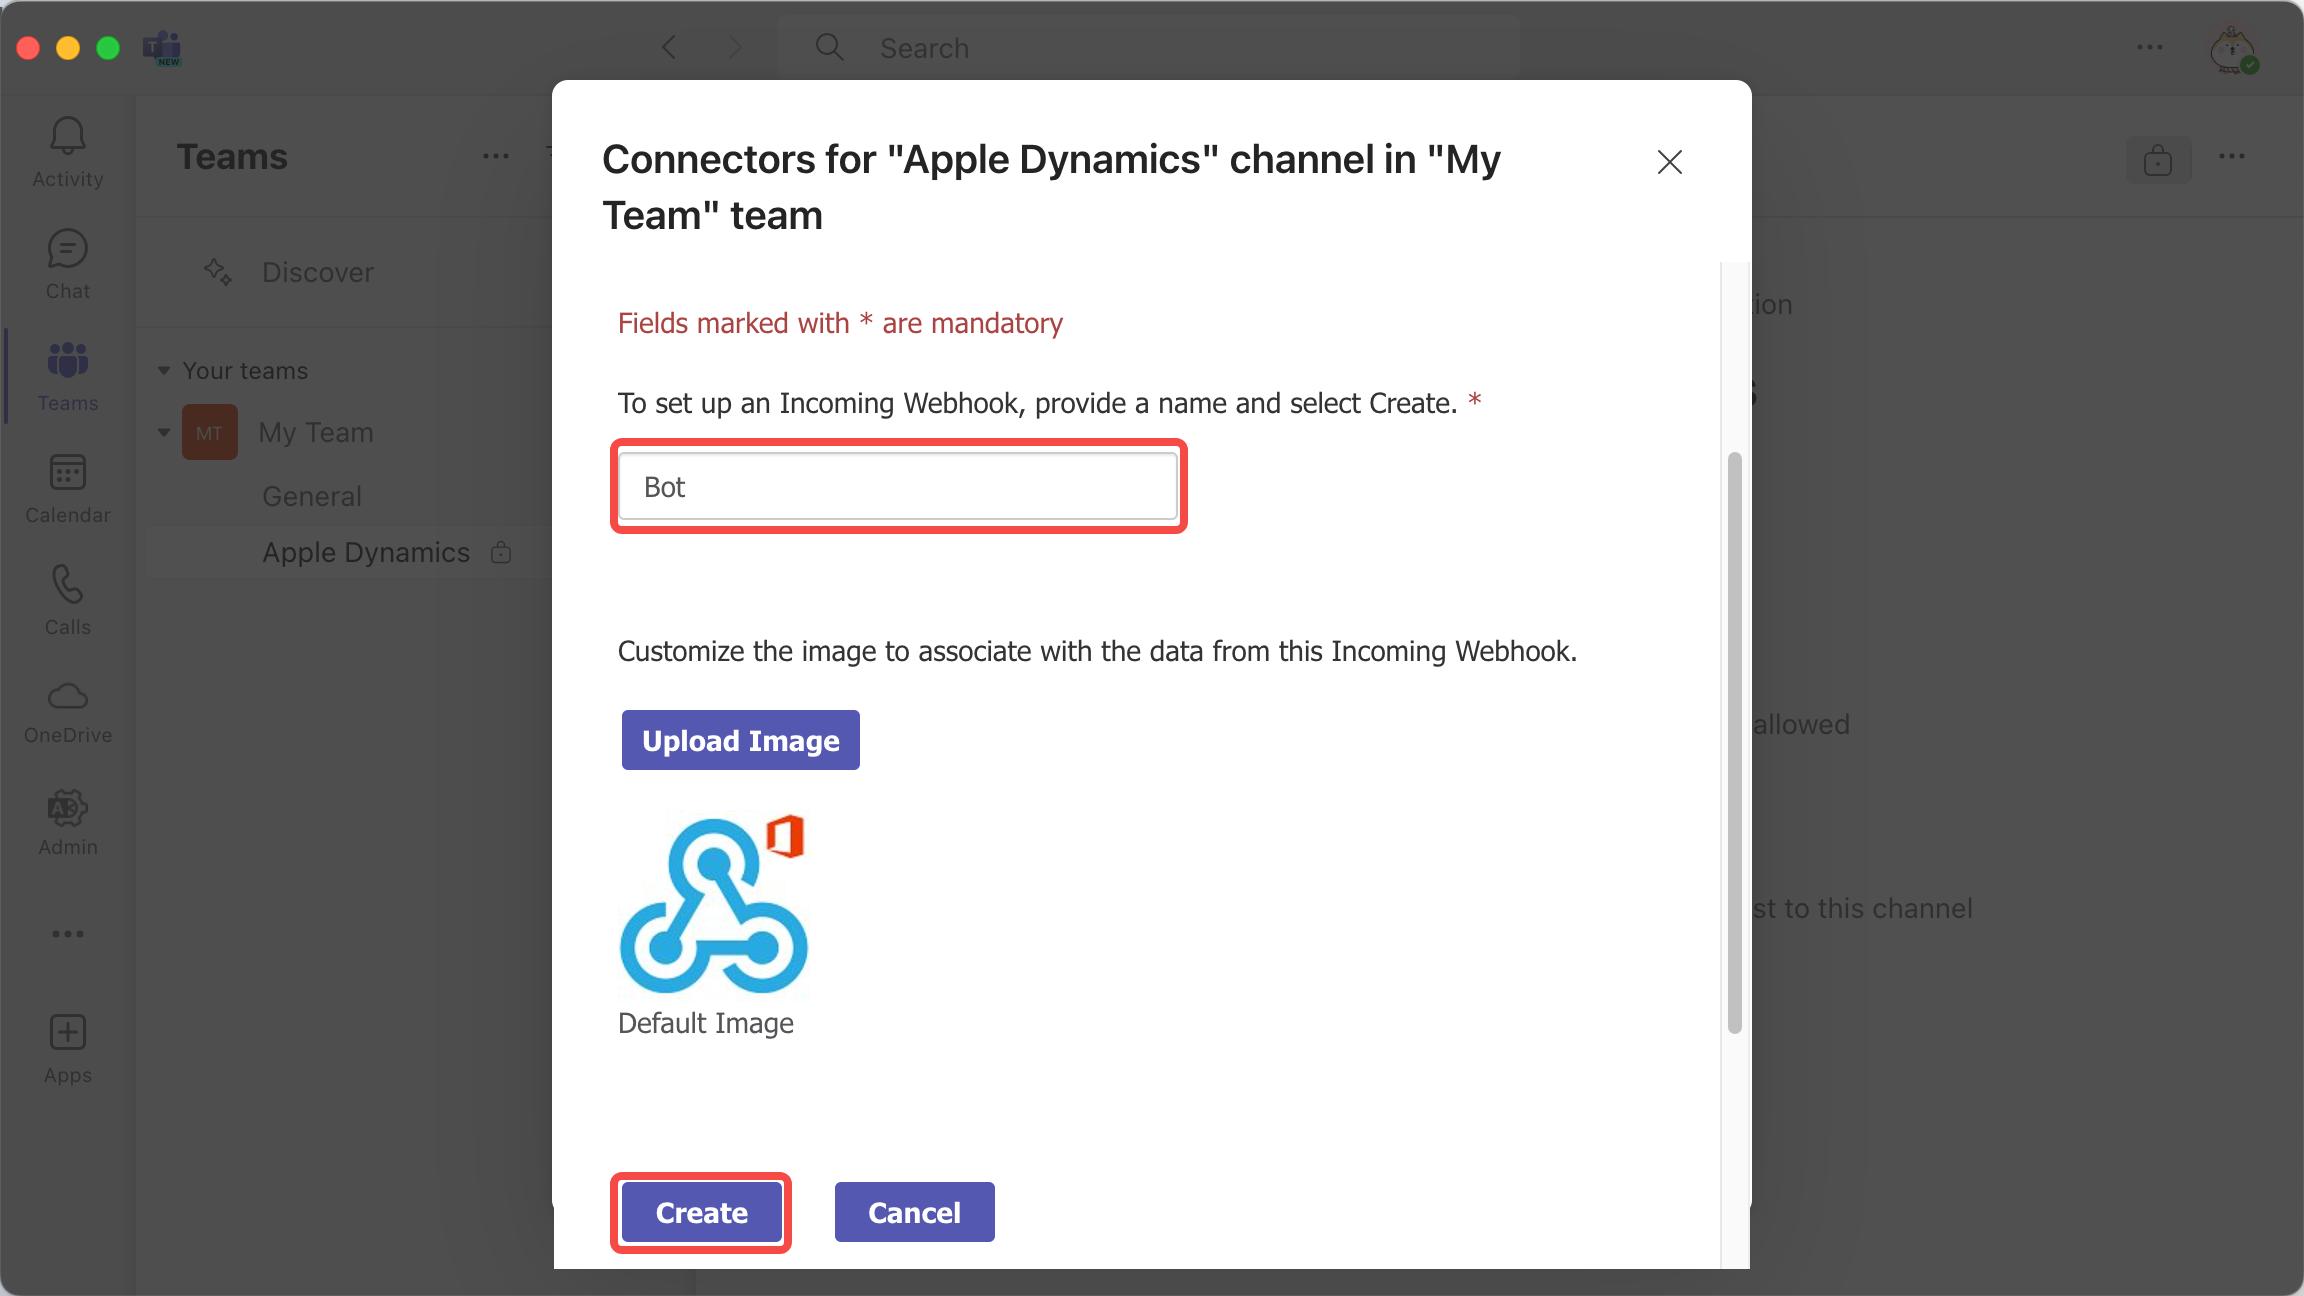 NEW
Search
Activity
Chat
Teams
Calendar
Calls
OneDrive
Admin
Apps
Teams
Discover
Your teams
MT My Team
General
Apple Dynamics
Connectors for "Apple Dynamics" channel in "My
Team" team
Fields marked with * are mandatory
To set up an Incoming Webhook, provide a name and select Create. *
Bot
Customize the image to associate with the data from this Incoming Webhook.
Upload Image
Default Image
Create
Cancel
allowed
to this channel